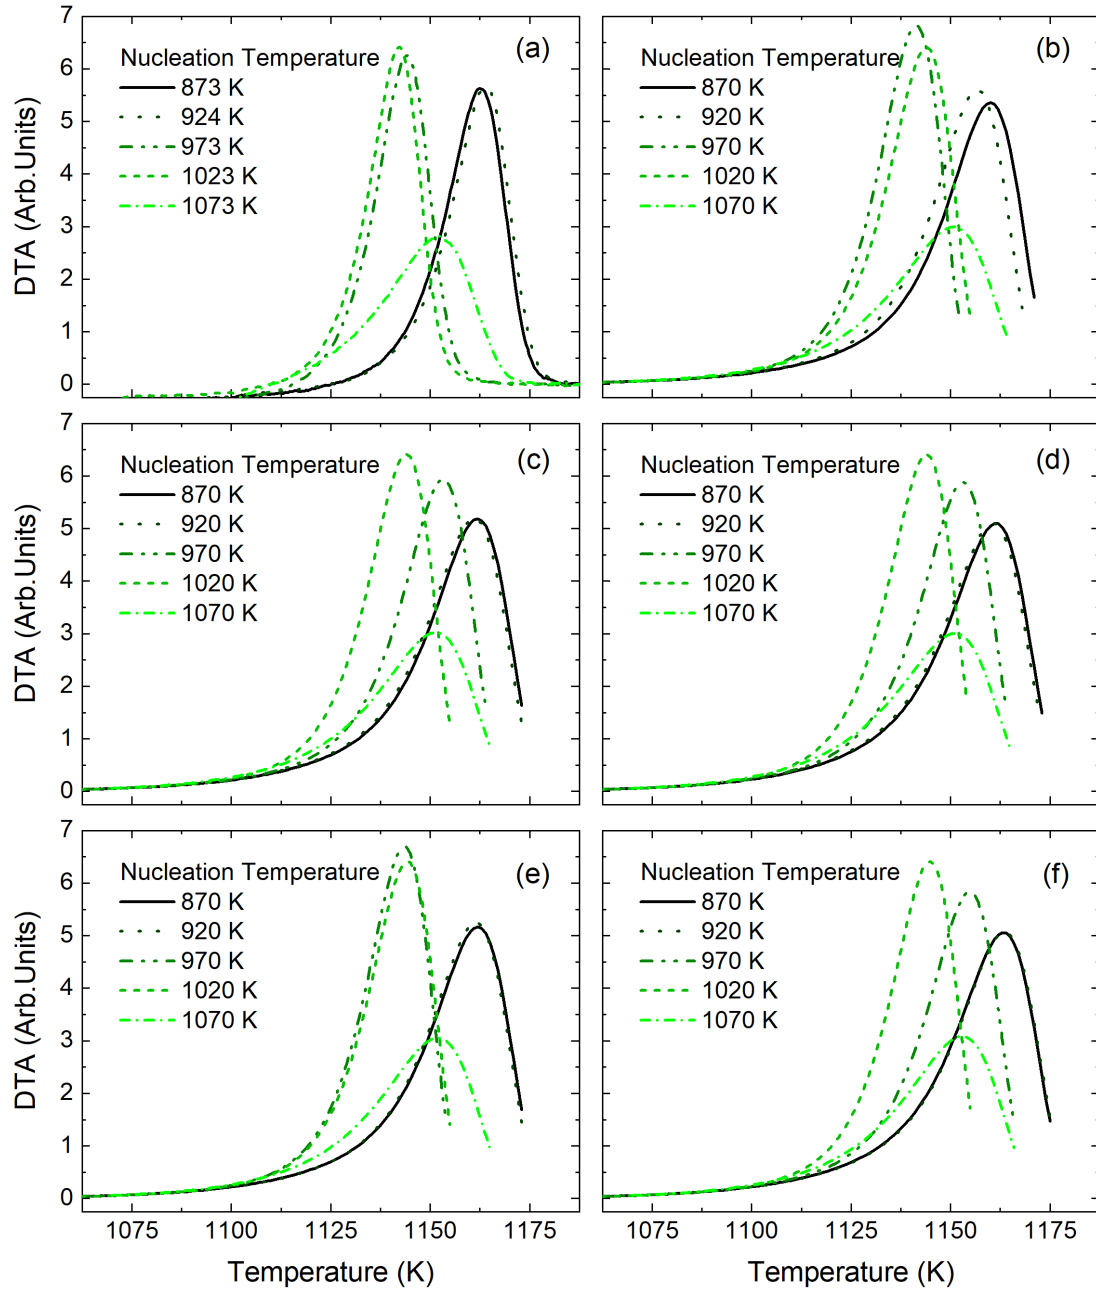 7
6
5
4
3
2
1
0
DTA (Arb.Units)
Nucleation Temperature
873 K
924 K
973 K
1023 K
1073 K
(a)
Nucleation Temperature
870 K
920 K
970 K
1020 K
1070 K
(b)
7
6
5
4
3
2
1
0
DTA (Arb.Units)
Nucleation Temperature
870 K
920 K
970 K
1020 K
1070 K
(c)
Nucleation Temperature
870 K
920 K
970 K
1020 K
1070 K
(d)
7
6
5
4
3
2
1
0
DTA (Arb.Units)
Nucleation Temperature
870 K
920 K
970 K
1020 K
1070 K
(e)
Nucleation Temperature
870 K
920 K
970 K
1020 K
1070 K
(f)
1075 1100 1125 1150 1175
1075 1100 1125 1150 1175
Temperature (K)
Temperature (K)